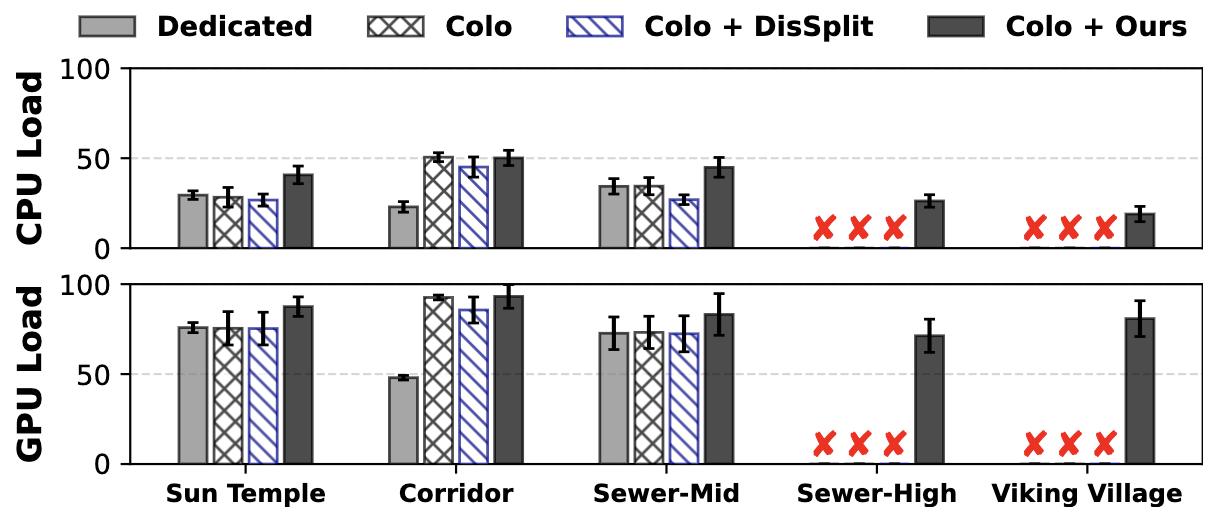 Dedicated Colo Colo + DisSplit Colo + Ours
CPU Load
100
50
0
GPU Load
100
50
0
Sun Temple Corridor Sewer-Mid Sewer-High Viking Village